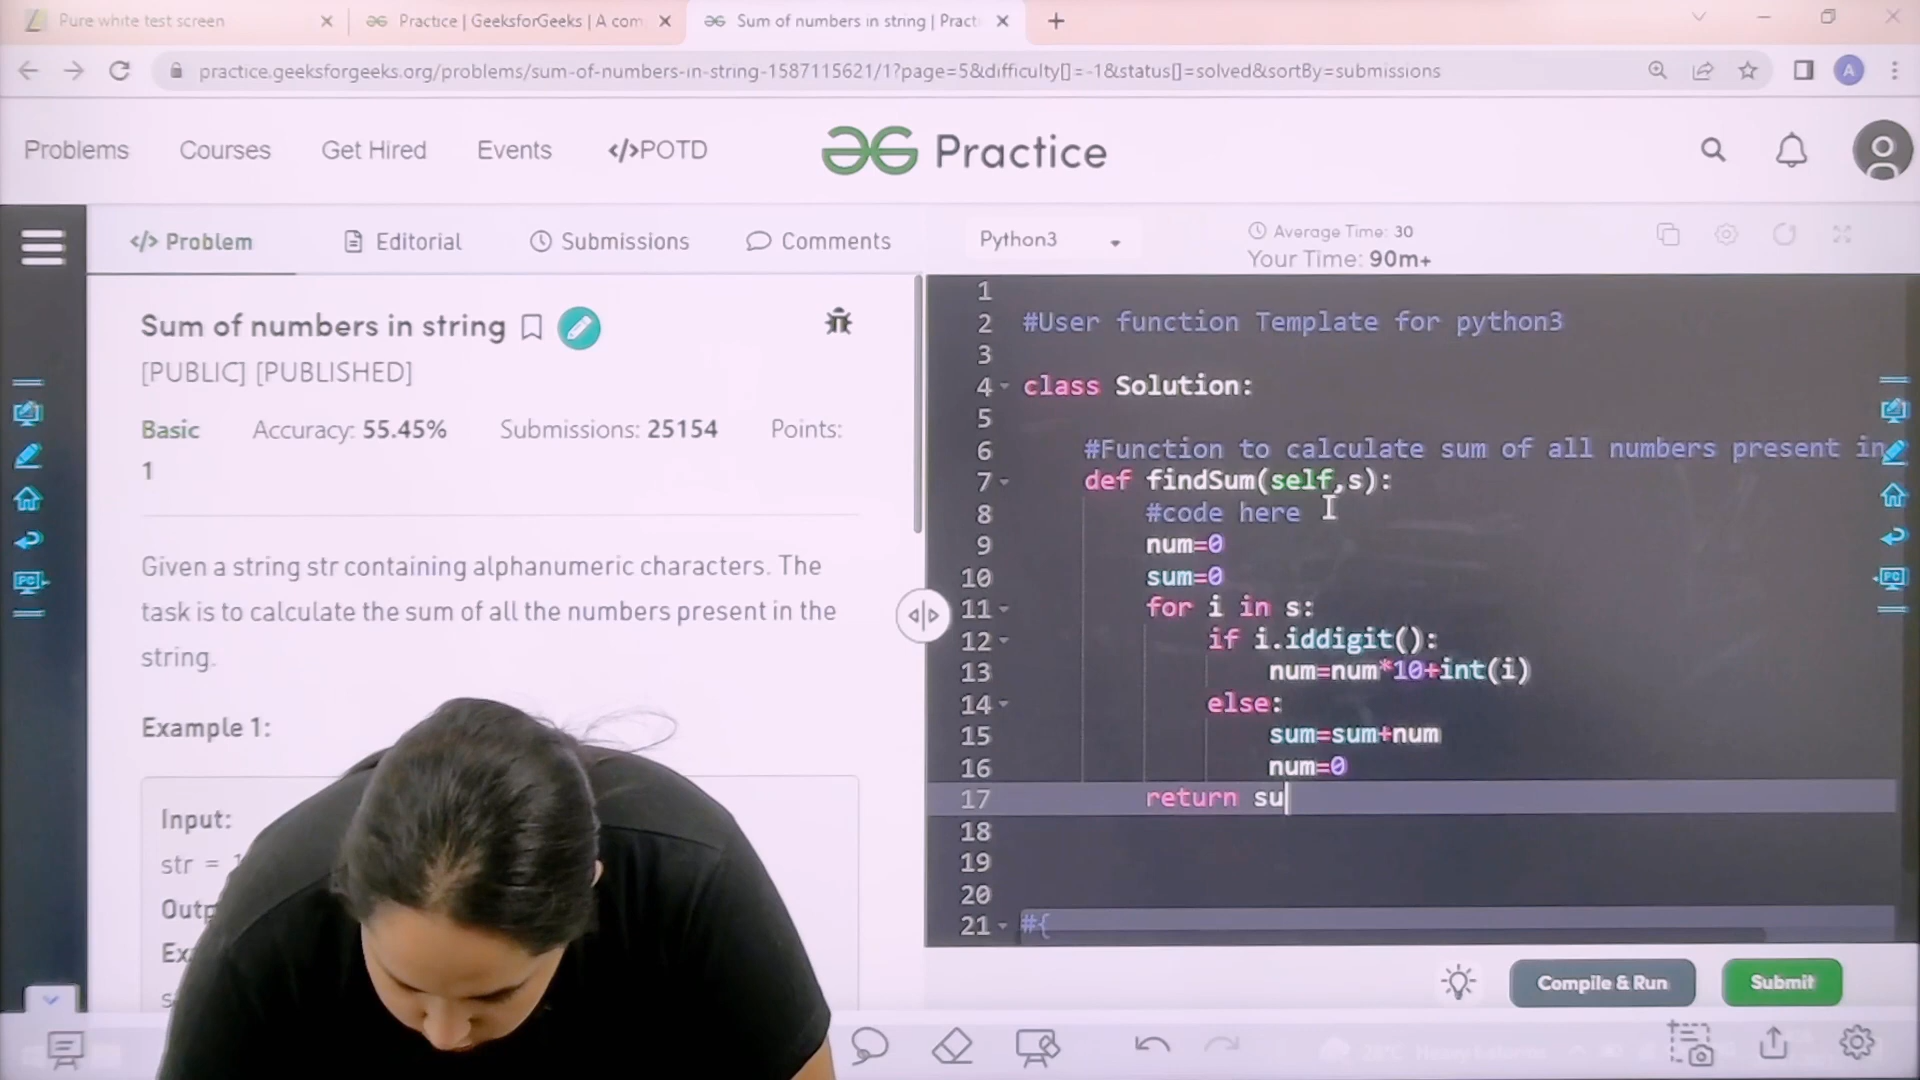 Pure white test screen
Practice | GeeksforGeeks | A com
Sum of numbers in string | Pract
practice.geeksforgeeks.org/problems/sum-of-numbers-in-string-1587115621/1?page=5&difficulty[]=-1&status[]=solved&sortBy=submissions
A
Problems Courses Get Hired Events </>POTD Practice
</> Problem Editorial Submissions Comments
Python3
Average Time: 30
Your Time: 90m+
Sum of numbers in string
[PUBLIC] [PUBLISHED]
Basic Accuracy: 55.45% Submissions: 25154 Points:
1
Given a string str containing alphanumeric characters. The
task is to calculate the sum of all the numbers present in the
string.
Example 1:
Input:
str = 1
Outp
Ex
s
1
2 #User function Template for python3
3
4 class Solution:
5
6 #Function to calculate sum of all numbers present in
7 def findSum(self,s):
8 #code here
9 num=0
10 sum=0
11 for i in s:
12 if i.iddigit():
13 num=num*10+int(i)
14 else:
15 sum=sum+num
16 num=0
17 return su
18
19
20
21 #{
Compile & Run
Submit
PC
PC